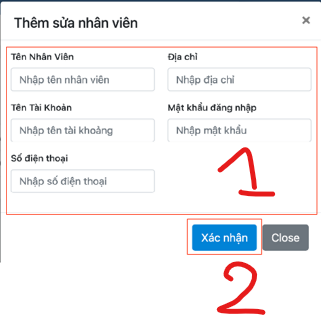 Thêm sửa nhân viên ×
Tên Nhân Viên Địa chỉ
Nhập tên nhân viên Nhập địa chỉ
Tên Tài Khoản Mật khẩu đăng nhập
Nhập tên tài khoảng Nhập mật khẩu
Số điện thoại
Nhập số điện thoại
1
Xác nhận Close
2